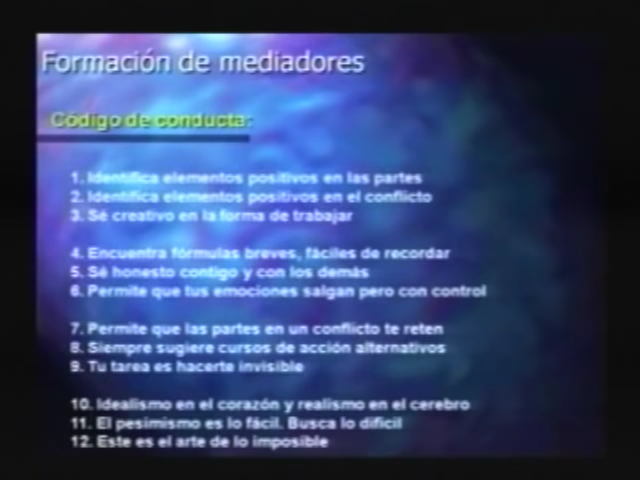 Formación de mediadores
Código de conducta:
1. Identifica elementos positivos en las partes
2. Identifica elementos positivos en el conflicto
3. Sé creativo en la forma de trabajar
4. Encuentra fórmulas breves, fáciles de recordar
5. Sé honesto contigo y con los demás
6. Permite que tus emociones salgan pero con control
7. Permite que las partes en un conflicto te reten
8. Siempre sugiere cursos de acción alternativos
9. Tu tarea es hacerte invisible
10. Idealismo en el corazón y realismo en el cerebro
11. El pesimismo es lo fácil. Busca lo difícil
12. Este es el arte de lo imposible